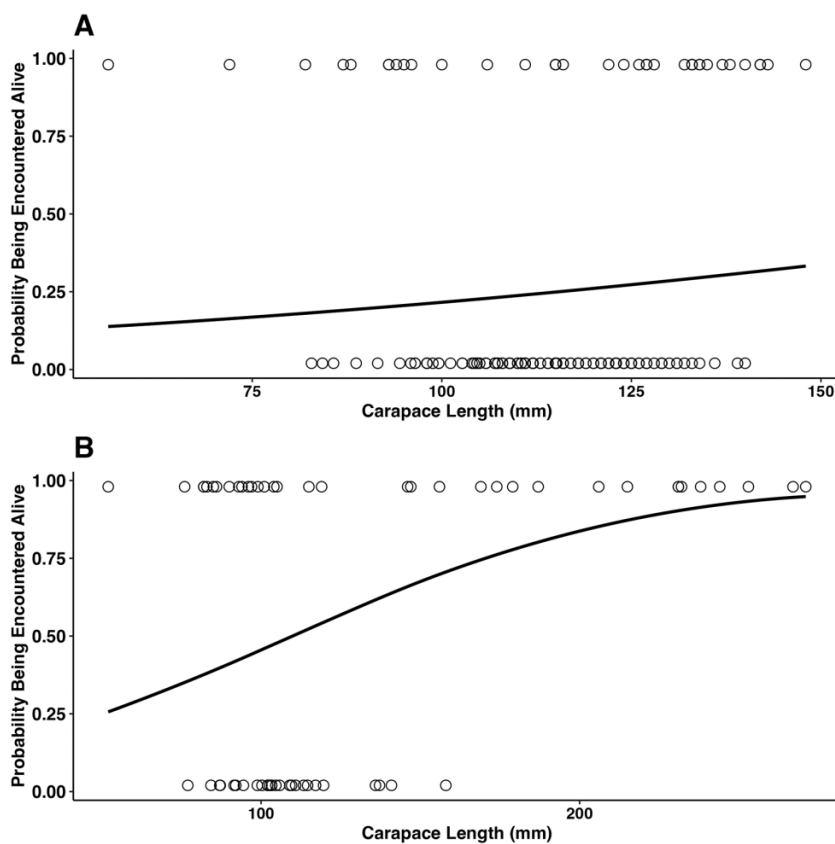 A
Probability Being Encountered Alive
1.00
0.75
0.50
0.25
0.00
75
100
125
150
Carapace Length (mm)
B
Probability Being Encountered Alive
1.00
0.75
0.50
0.25
0.00
100
200
Carapace Length (mm)